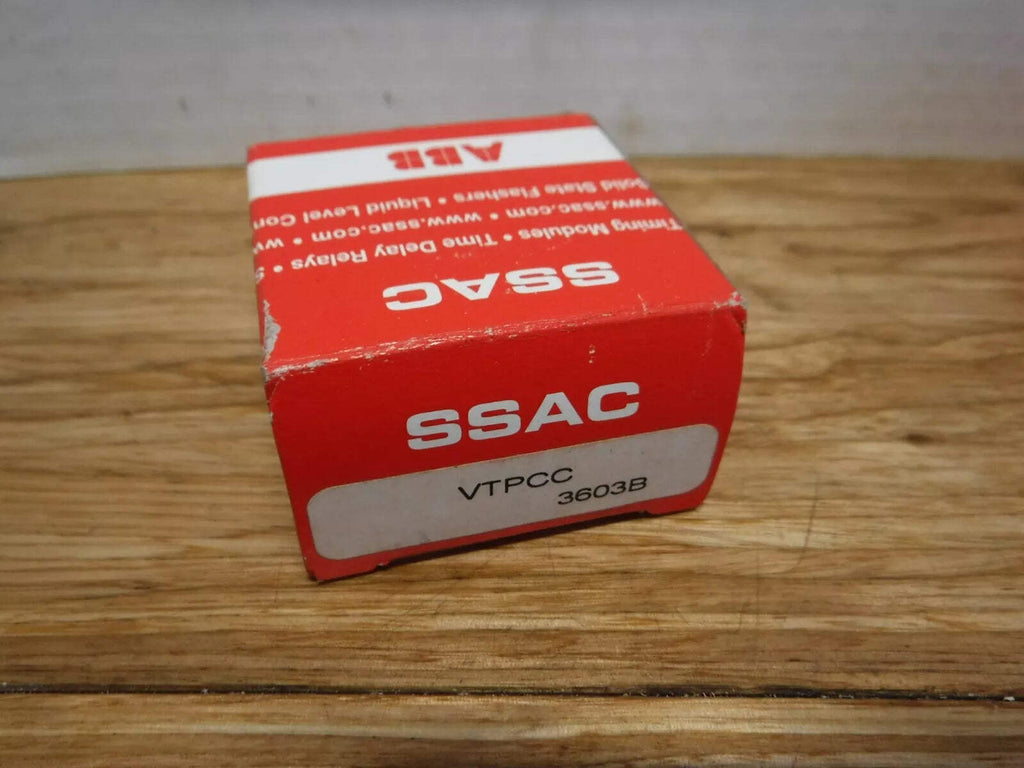 ABB
Solid State Flashers • Liquid Level Con
www.ssac.com • www.ssac.com •
Timing Modules • Time Delay Relays •
SSAC
SSAC
VTPCC
3603B